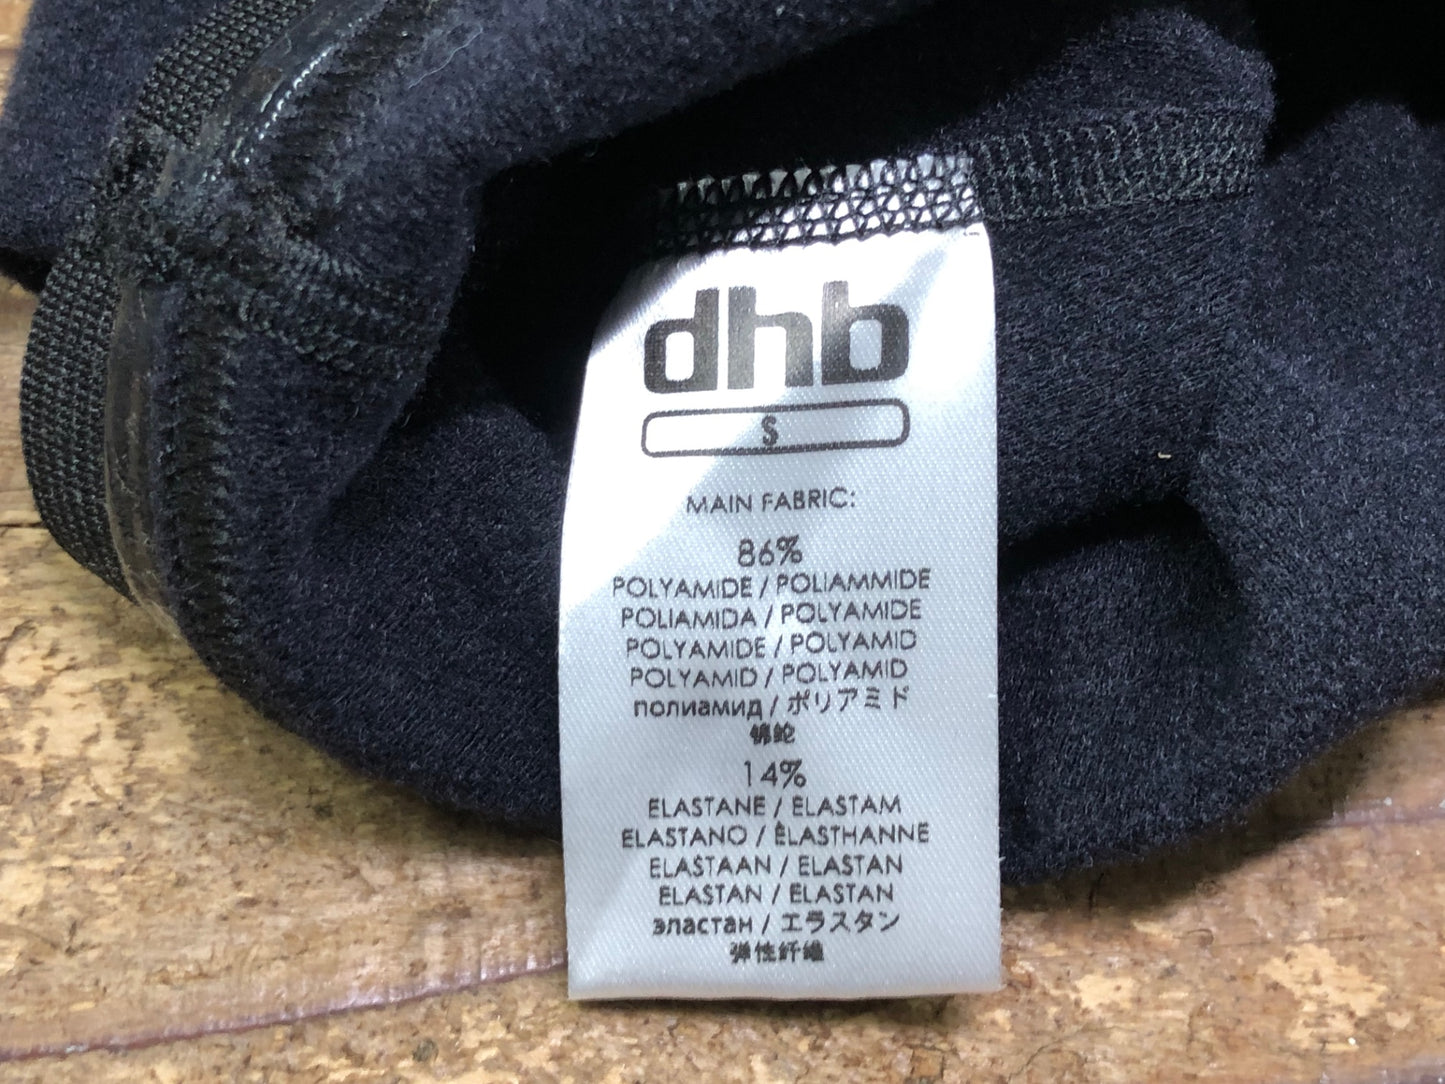 dhb
S
MAIN FABRIC:
86%
POLYAMIDE / POLIAMMIDE
POLIAMIDA / POLYAMIDE
POLYAMIDE / POLYAMID
POLYAMID / POLYAMID
полиамид / ポリアミド
锦纶
14%
ELASTANE / ELASTAM
ELASTANO / ÉLASTHANNE
ELASTAAN / ELASTAN
ELASTAN / ELASTAN
эластан / エラスタン
弹性纤维